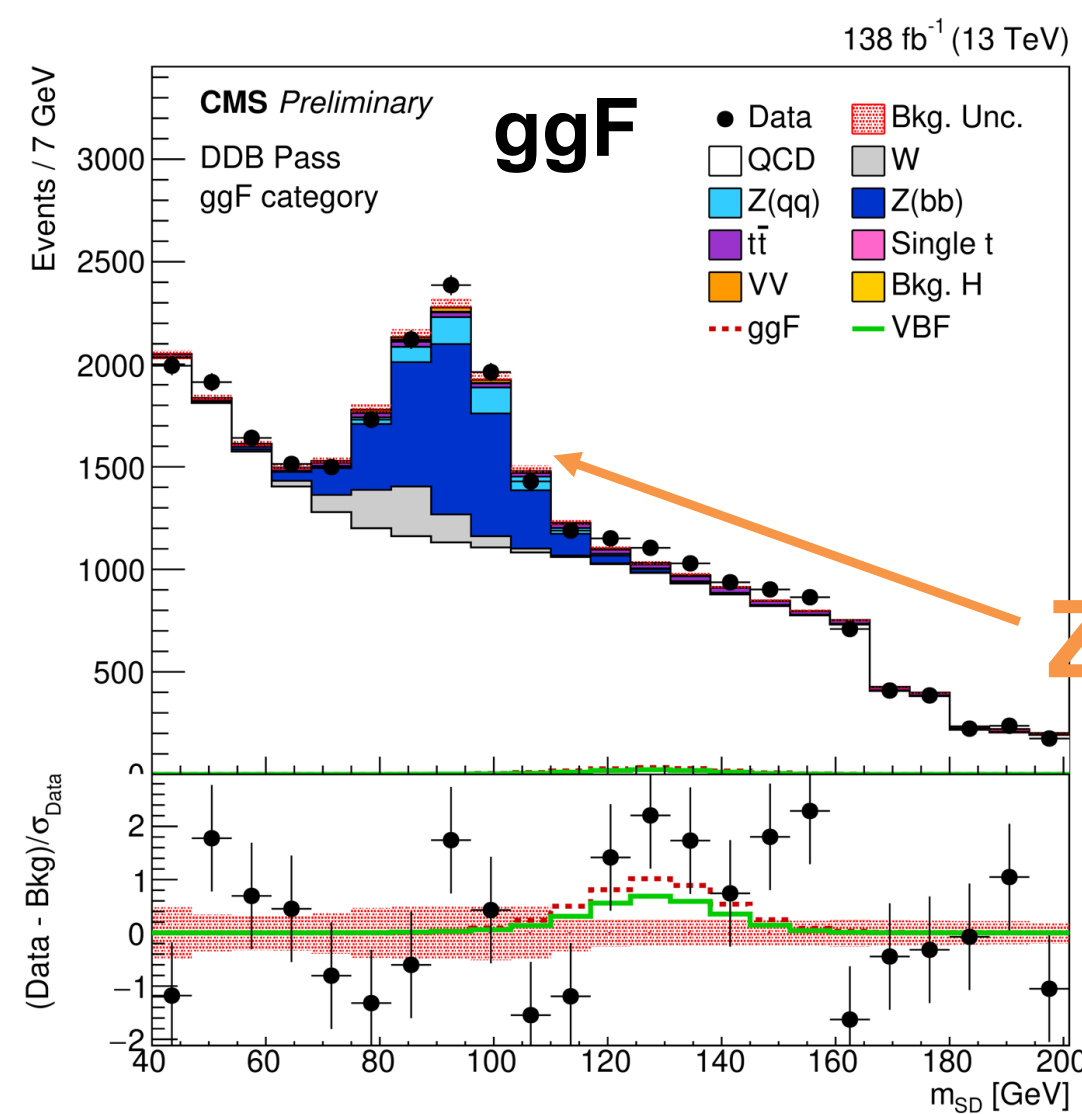 138 fb⁻¹ (13 TeV)
CMS Preliminary
ggF
DDB Pass
ggF category
Data
Bkg. Unc.
QCD
W
Z(qq)
Z(bb)
tt̄
Single t
VV
Bkg. H
ggF
VBF
Events / 7 GeV
3000
2500
2000
1500
1000
500
0
Z
(Data - Bkg)/σ_Data
2
1
0
−1
−2
40 60 80 100 120 140 160 180 200
m_SD [GeV]